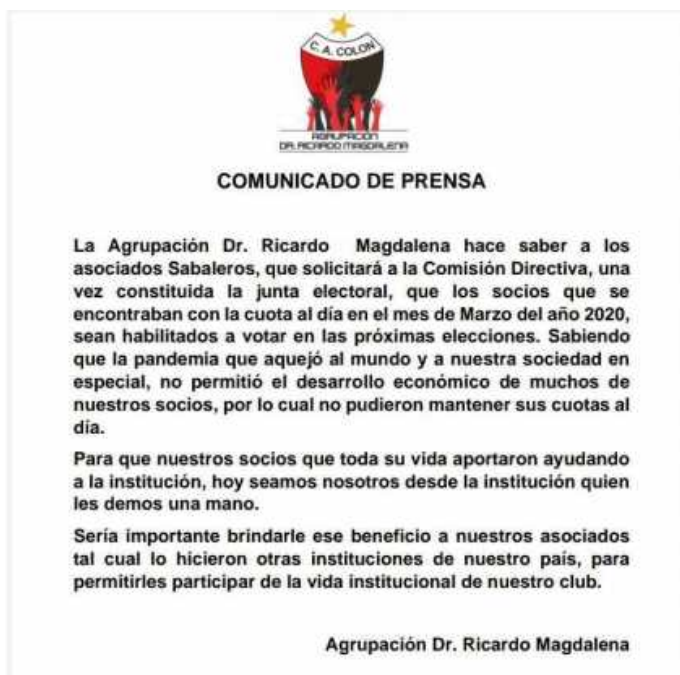 C. A. COLON
AGRUPACIÓN
DR. RICARDO MAGDALENA
COMUNICADO DE PRENSA
La Agrupación Dr. Ricardo Magdalena hace saber a los
asociados Sabaleros, que solicitará a la Comisión Directiva, una
vez constituida la junta electoral, que los socios que se
encontraban con la cuota al día en el mes de Marzo del año 2020,
sean habilitados a votar en las próximas elecciones. Sabiendo
que la pandemia que aquejó al mundo y a nuestra sociedad en
especial, no permitió el desarrollo económico de muchos de
nuestros socios, por lo cual no pudieron mantener sus cuotas al
día.
Para que nuestros socios que toda su vida aportaron ayudando
a la institución, hoy seamos nosotros desde la institución quien
les demos una mano.
Sería importante brindarle ese beneficio a nuestros asociados
tal cual lo hicieron otras instituciones de nuestro país, para
permitirles participar de la vida institucional de nuestro club.
Agrupación Dr. Ricardo Magdalena